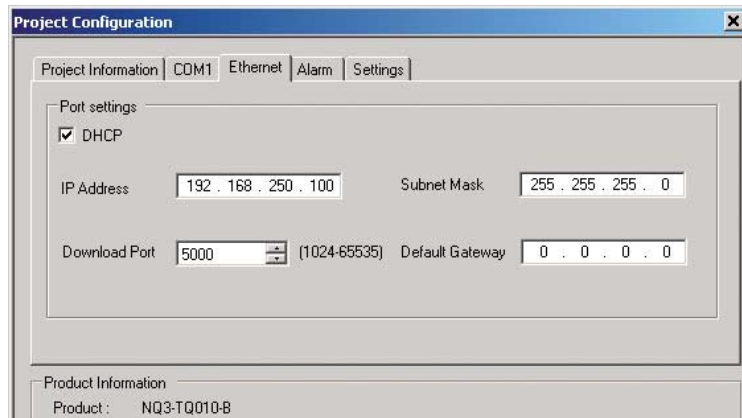 Project Configuration
Project Information COM1 Ethernet Alarm Settings
Port settings
DHCP
IP Address 192 . 168 . 250 . 100 Subnet Mask 255 . 255 . 255 . 0
Download Port 5000 (1024-65535) Default Gateway 0 . 0 . 0 . 0
Product Information
Product : NQ3-TQ010-B